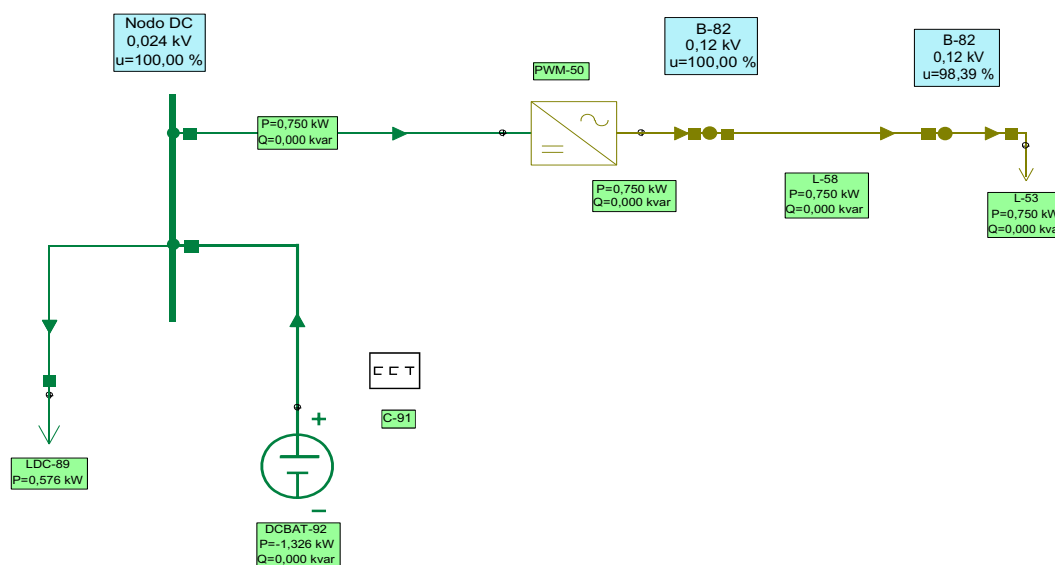 Nodo DC
0,024 kV
u=100,00 %
B-82
0,12 kV
u=100,00 %
B-82
0,12 kV
u=98,39 %
PWM-50
P=0,750 kW
Q=0,000 kvar
P=0,750 kW
Q=0,000 kvar
L-58
P=0,750 kW
Q=0,000 kvar
L-53
P=0,750 kW
Q=0,000 kva
C-91
LDC-89
P=0,576 kW
+
−
DCBAT-92
P=-1,326 kW
Q=0,000 kvar